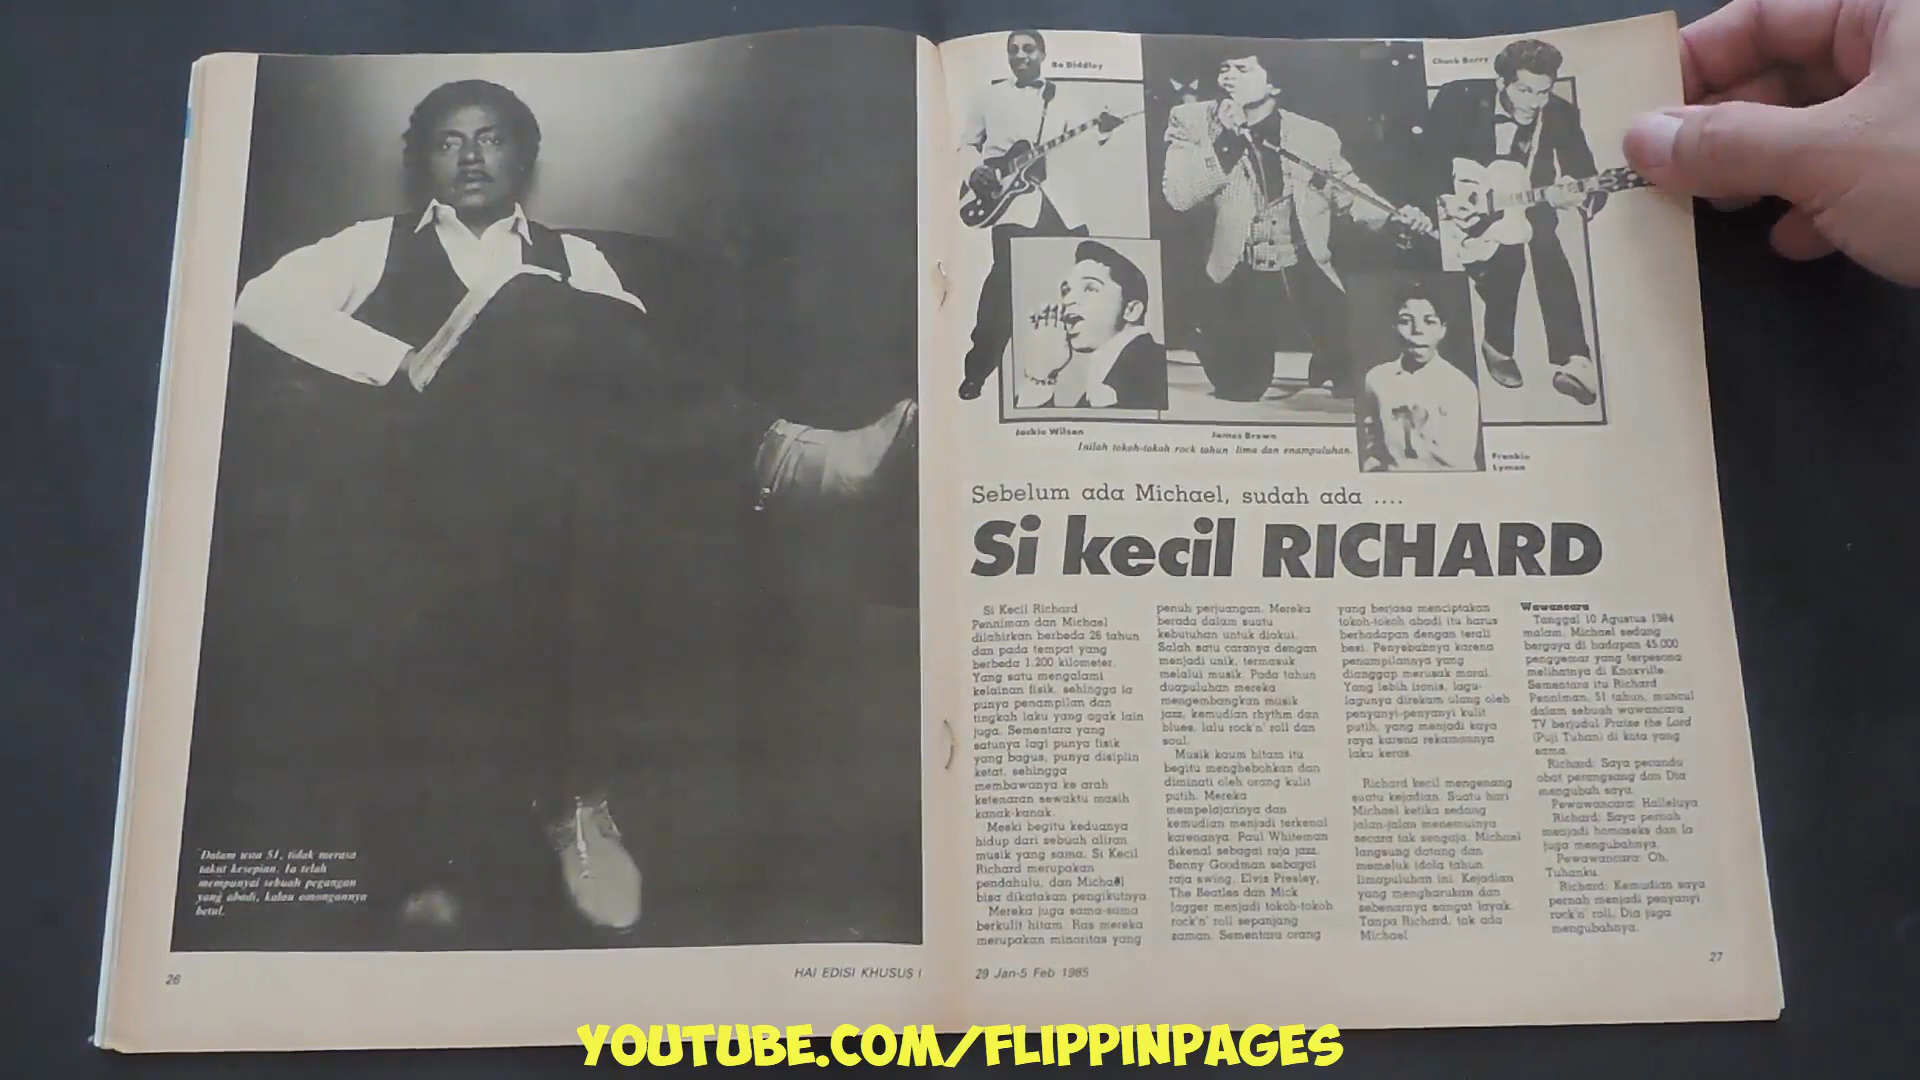 "Dalam usia 51, tidak merasa
takut kesepian. Ia telah
mempunyai sebuah pegangan
yang abadi, kalau omongannya
betul.
26
HAI EDISI KHUSUS I
Bo Diddley
Chuck Berry
Jackie Wilson
James Brown
Frankie
Lymon
Inilah tokoh-tokoh rock tahun lima dan enampuluhan.
Sebelum ada Michael, sudah ada ....
Si kecil RICHARD
Si Kecil Richard
Penniman dan Michael
dilahirkan berbeda 26 tahun
dan pada tempat yang
berbeda 1.200 kilometer.
Yang satu mengalami
kelainan fisik, sehingga ia
punya penampilan dan
tingkah laku yang agak lain
juga. Sementara yang
satunya lagi punya fisik
yang bagus, punya disiplin
ketat, sehingga
membawanya ke arah
ketenaran sewaktu masih
kanak-kanak.
Meski begitu keduanya
hidup dari sebuah aliran
musik yang sama. Si Kecil
Richard merupakan
pendahulu, dan Michael
bisa dikatakan pengikutnya
Mereka juga sama-sama
berkulit hitam. Ras mereka
merupakan minoritas yang
penuh perjuangan. Mereka
berada dalam suatu
kebutuhan untuk diakui.
Salah satu caranya dengan
menjadi unik, termasuk
melalui musik. Pada tahun
duapuluhan mereka
mengembangkan musik
jazz, kemudian rhythm dan
blues, lalu rock'n' roll dan
soul.
Musik kaum hitam itu
begitu menghebohkan dan
diminati oleh orang kulit
putih. Mereka
mempelajarinya dan
kemudian menjadi terkenal
karenanya. Paul Whiteman
dikenal sebagai raja jazz.
Benny Goodman sebagai
raja swing. Elvis Presley,
The Beatles dan Mick
Jagger menjadi tokoh-tokoh
rock'n' roll sepanjang
zaman. Sementara orang
yang berjasa menciptakan
tokoh-tokoh abadi itu harus
berhadapan dengan terali
besi. Penyebabnya karena
penampilannya yang
dianggap merusak moral.
Yang lebih ironis, lagu-
lagunya direkam ulang oleh
penyanyi-penyanyi kulit
putih, yang menjadi kaya
raya karena rekamannya
laku keras.
Richard kecil mengenang
suatu kejadian. Suatu hari
Michael ketika sedang
jalan-jalan menemuinya
secara tak sengaja. Michael
langsung datang dan
memeluk idola tahun
limapuluhan ini. Kejadian
yang mengharukan dan
sebenarnya sangat layak.
Tanpa Richard, tak ada
Michael
Wawancara
Tanggal 10 Agustus 1984
malam, Michael sedang
bergaya di hadapan 45.000
penggemar yang terpesona
melihatnya di Knoxville.
Sementara itu Richard
Penniman, 51 tahun, muncul
dalam sebuah wawancara
TV berjudul Praise the Lord
(Puji Tuhan) di kota yang
sama.
Richard: Saya pecandu
obat perangsang dan Dia
mengubah saya.
Pewawancara: Halleluya
Richard: Saya pernah
menjadi homoseks dan Ia
juga mengubahnya.
Pewawancara: Oh,
Tuhanku.
Richard: Kemudian saya
pernah menjadi penyanyi
rock'n' roll, Dia juga
mengubahnya.
29 Jan-5 Feb 1985
27
YOUTUBE.COM/FLIPPINPAGES